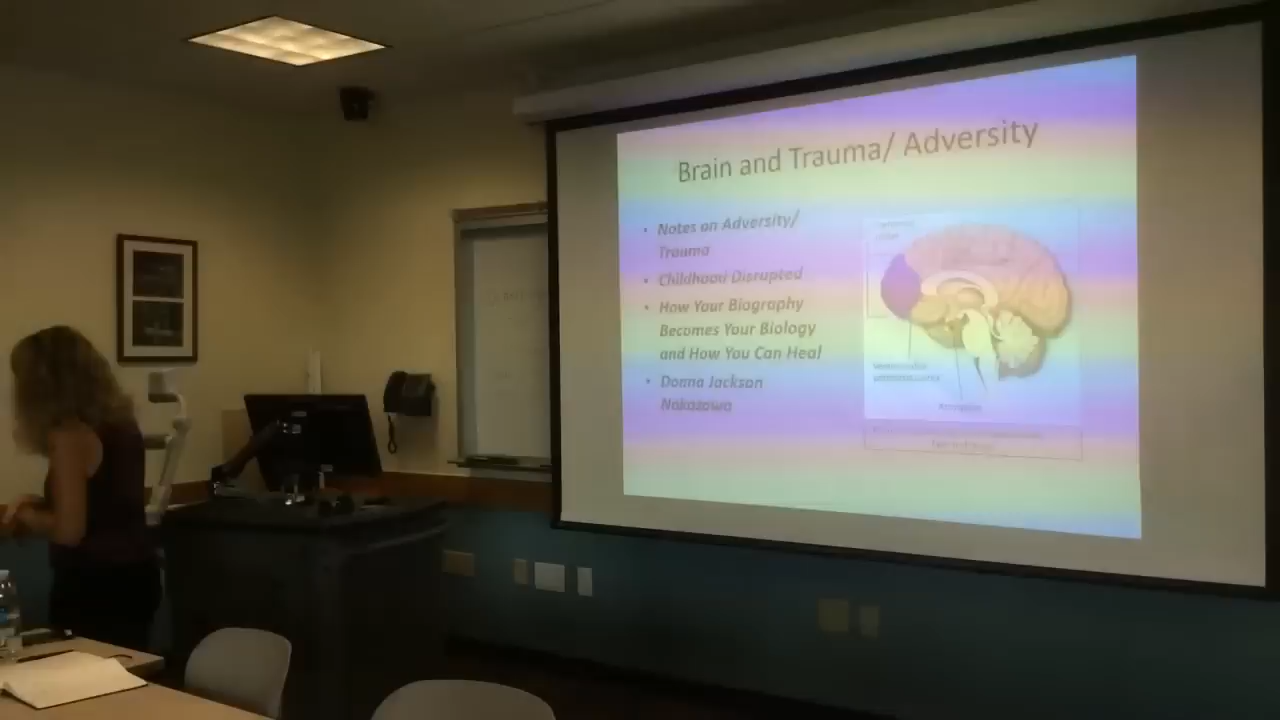 Brain and Trauma/ Adversity
• Notes on Adversity/
Trauma
• Childhood Disrupted
• How Your Biography
Becomes Your Biology
and How You Can Heal
• Donna Jackson
Nakazawa